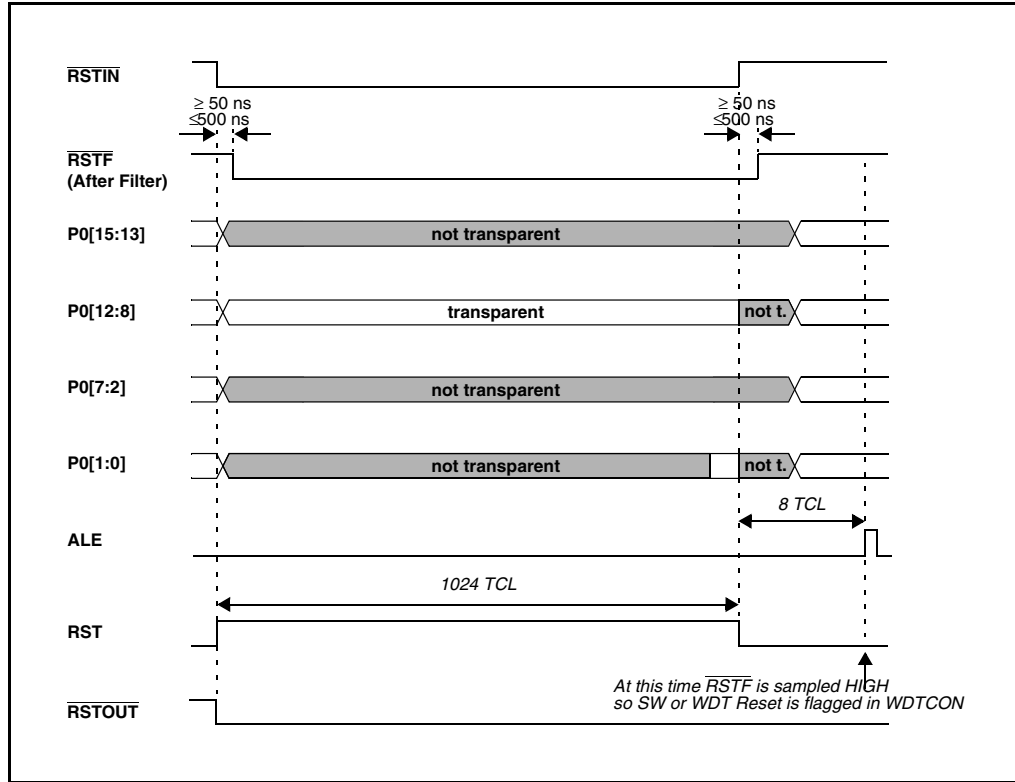 RSTIN
≥ 50 ns
≤500 ns
≥ 50 ns
≤500 ns
RSTF
(After Filter)
P0[15:13]
not transparent
P0[12:8]
transparent
not t.
P0[7:2]
not transparent
P0[1:0]
not transparent
not t.
8 TCL
ALE
1024 TCL
RST
At this time RSTF is sampled HIGH
so SW or WDT Reset is flagged in WDTCON
RSTOUT